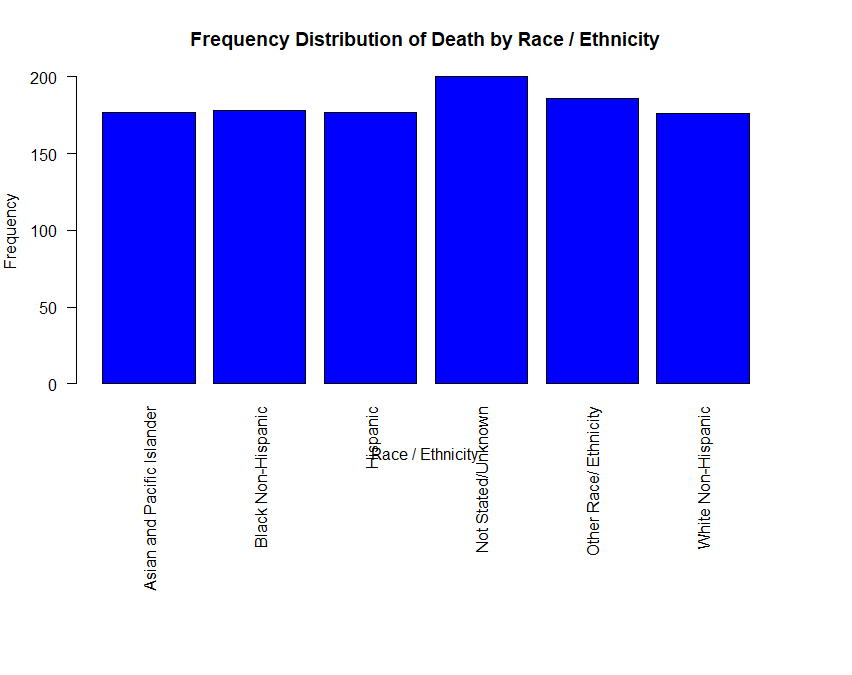 Frequency Distribution of Death by Race / Ethnicity
Frequency
200
150
100
50
0
Asian and Pacific Islander
Black Non-Hispanic
Hispanic
Not Stated/Unknown
Other Race/ Ethnicity
White Non-Hispanic
Race / Ethnicity